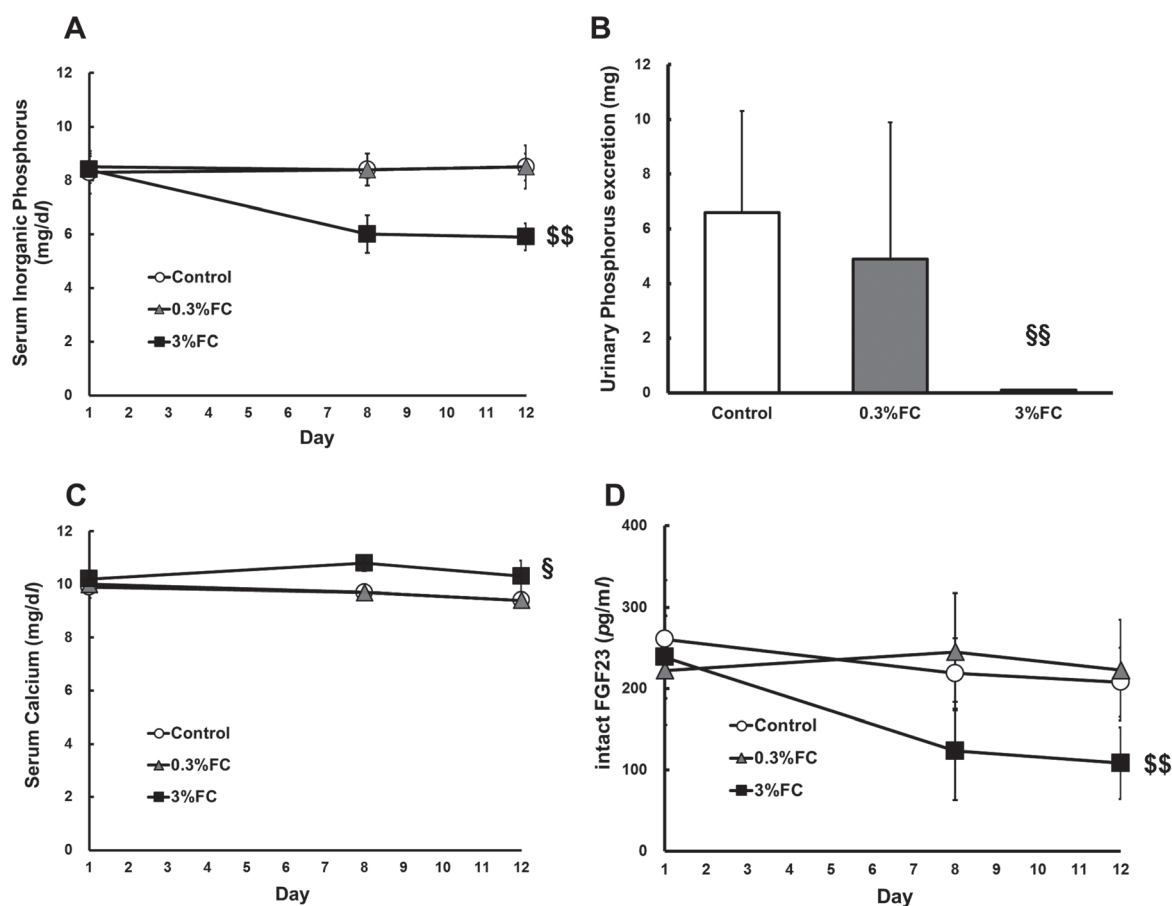 A
Serum Inorganic Phosphorus
(mg/dl)
12
10
8
6
4
2
0
$$
Control
0.3%FC
3%FC
1 2 3 4 5 6 7 8 9 10 11 12
Day
B
Urinary Phosphorus excretion (mg)
12
10
8
6
4
2
0
§§
Control 0.3%FC 3%FC
C
Serum Calcium (mg/dl)
12
10
8
6
4
2
0
§
Control
0.3%FC
3%FC
1 2 3 4 5 6 7 8 9 10 11 12
Day
D
intact FGF23 (pg/ml)
400
300
200
100
0
Control
0.3%FC
3%FC
$$
1 2 3 4 5 6 7 8 9 10 11 12
Day